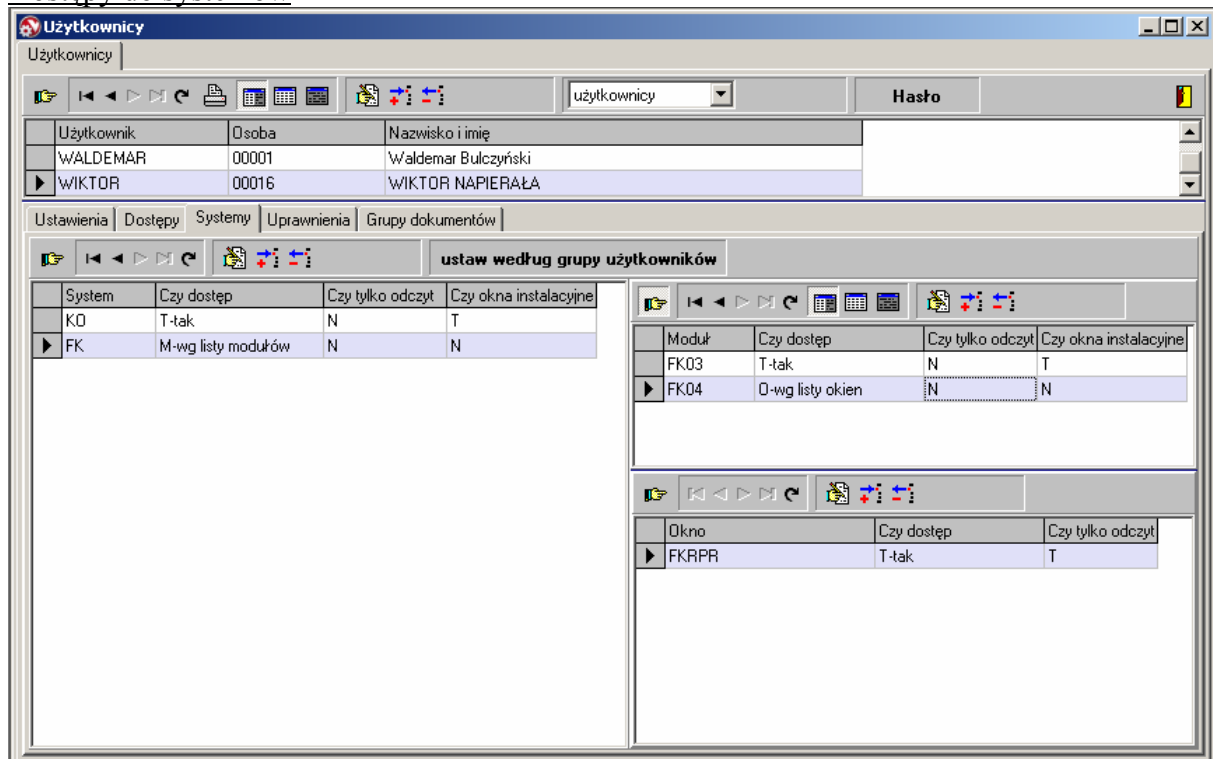 Dostępy do systemów
Użytkownicy
Użytkownicy
użytkownicy Hasło
Użytkownik Osoba Nazwisko i imię
WALDEMAR 00001 Waldemar Bulczyński
WIKTOR 00016 WIKTOR NAPIERAŁA
Ustawienia Dostępy Systemy Uprawnienia Grupy dokumentów
ustaw według grupy użytkowników
System Czy dostęp Czy tylko odczyt Czy okna instalacyjne
KO T-tak N T
FK M-wg listy modułów N N
Moduł Czy dostęp Czy tylko odczyt Czy okna instalacyjne
FK03 T-tak N T
FK04 O-wg listy okien N N
Okno Czy dostęp Czy tylko odczyt
FKRPR T-tak T